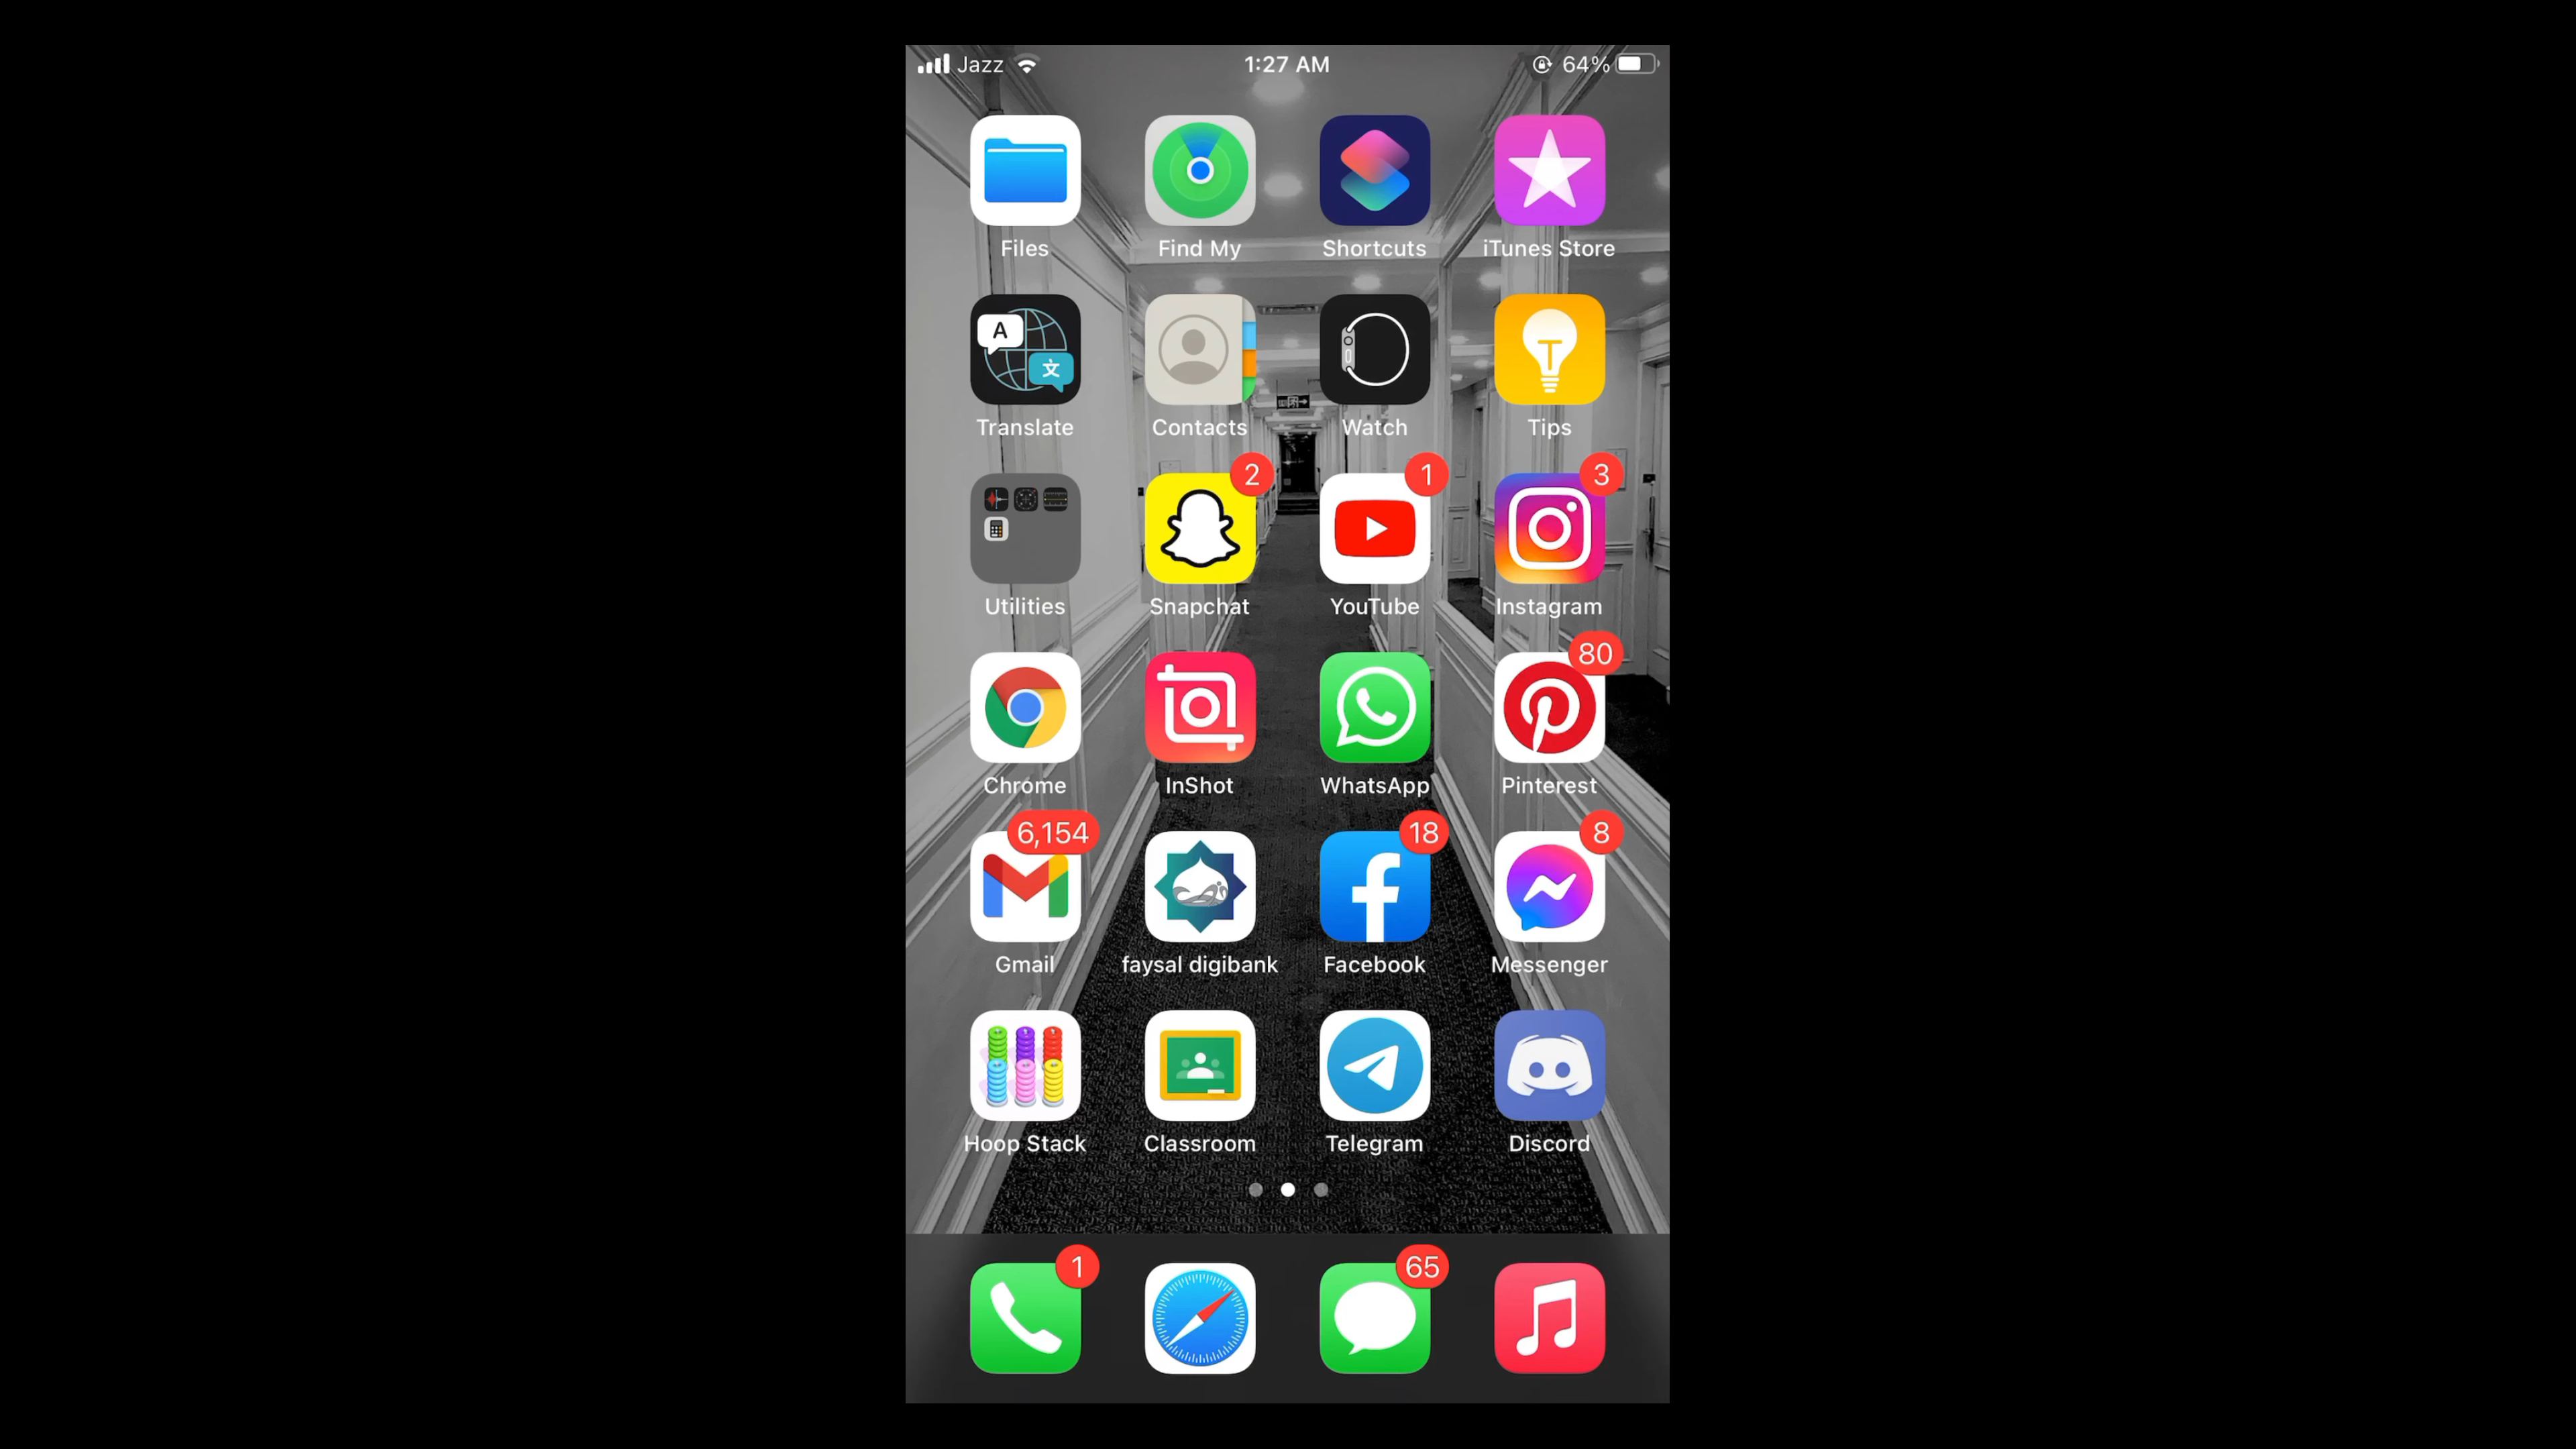 Jazz 1:27 AM 64%
Files Find My Shortcuts iTunes Store
A 文
Translate Contacts Watch Tips
2 1 3
Utilities Snapchat YouTube Instagram
80
Chrome InShot WhatsApp Pinterest
6,154 18 8
Gmail faysal digibank Facebook Messenger
Hoop Stack Classroom Telegram Discord
1 65